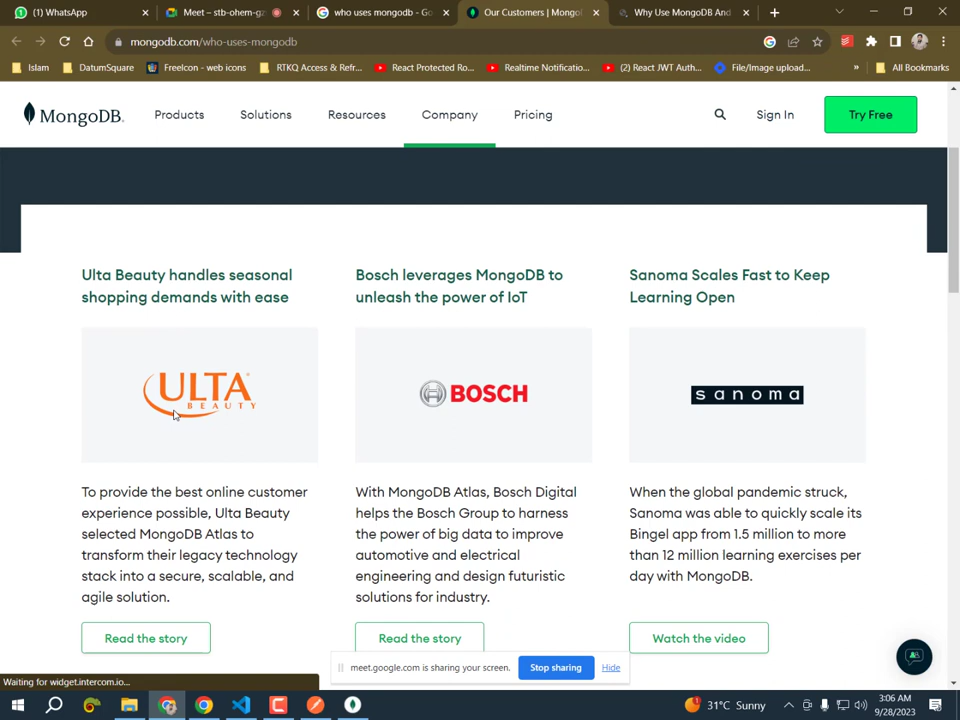 (1) WhatsApp
Meet – stb-ohem-gz
who uses mongodb - Go
Our Customers | Mongo
Why Use MongoDB And
mongodb.com/who-uses-mongodb
Islam
DatumSquare
FreeIcon - web icons
RTKQ Access & Refr...
React Protected Ro...
Realtime Notificatio...
(2) React JWT Auth...
File/Image upload...
»
All Bookmarks
MongoDB.
Products
Solutions
Resources
Company
Pricing
Sign In
Try Free
Ulta Beauty handles seasonal
shopping demands with ease
ULTA
BEAUTY
To provide the best online customer
experience possible, Ulta Beauty
selected MongoDB Atlas to
transform their legacy technology
stack into a secure, scalable, and
agile solution.
Read the story
Bosch leverages MongoDB to
unleash the power of IoT
BOSCH
With MongoDB Atlas, Bosch Digital
helps the Bosch Group to harness
the power of big data to improve
automotive and electrical
engineering and design futuristic
solutions for industry.
Read the story
Sanoma Scales Fast to Keep
Learning Open
sanoma
When the global pandemic struck,
Sanoma was able to quickly scale its
Bingel app from 1.5 million to more
than 12 million learning exercises per
day with MongoDB.
Watch the video
meet.google.com is sharing your screen.
Stop sharing
Hide
Waiting for widget.intercom.io...
31°C Sunny
3:06 AM
9/28/2023